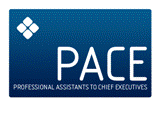 PACE
PROFESSIONAL ASSISTANTS TO CHIEF EXECUTIVES